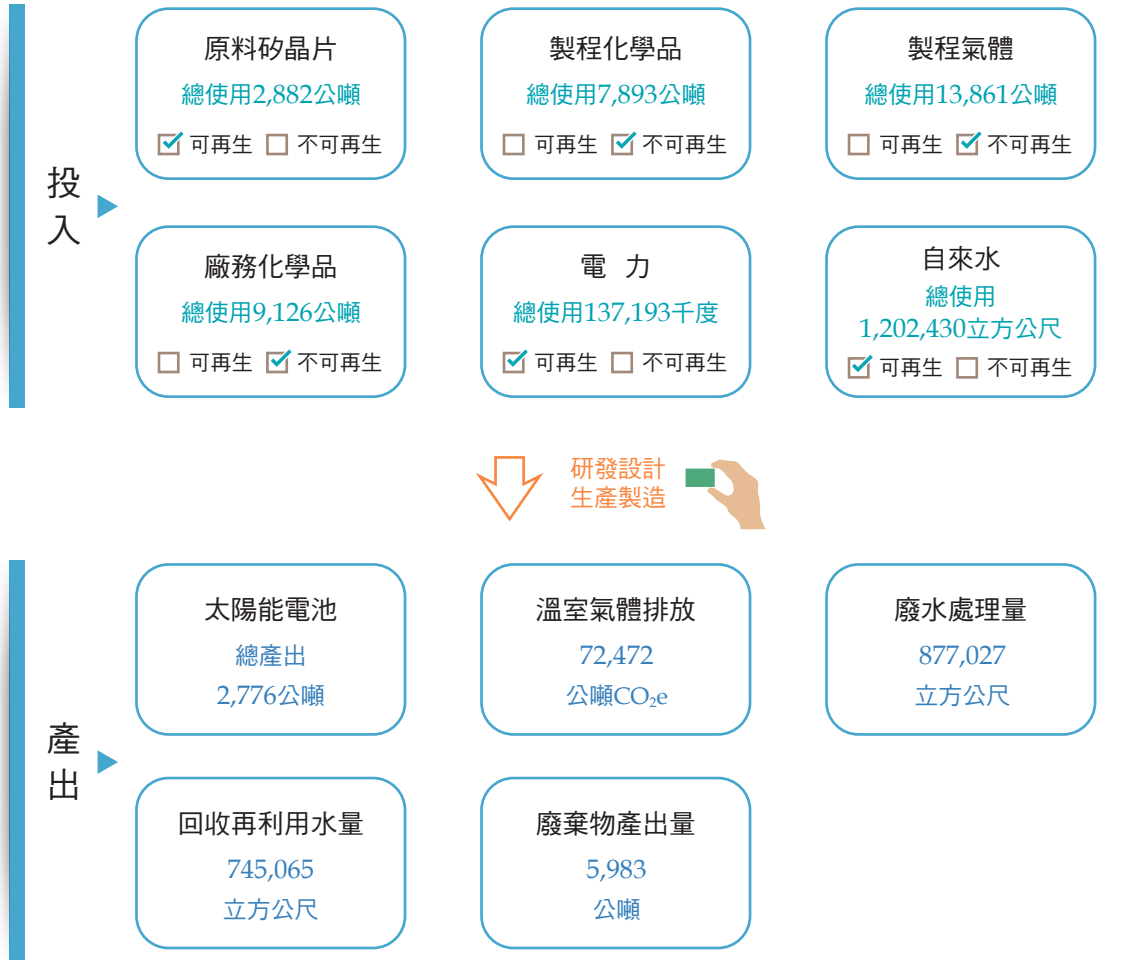 投入
原料矽晶片
總使用2,882公噸
可再生 不可再生
製程化學品
總使用7,893公噸
可再生 不可再生
製程氣體
總使用13,861公噸
可再生 不可再生
廠務化學品
總使用9,126公噸
可再生 不可再生
電 力
總使用137,193千度
可再生 不可再生
自來水
總使用
1,202,430立方公尺
可再生 不可再生
研發設計
生產製造
產出
太陽能電池
總產出
2,776公噸
溫室氣體排放
72,472
公噸CO₂e
廢水處理量
877,027
立方公尺
回收再利用水量
745,065
立方公尺
廢棄物產出量
5,983
公噸